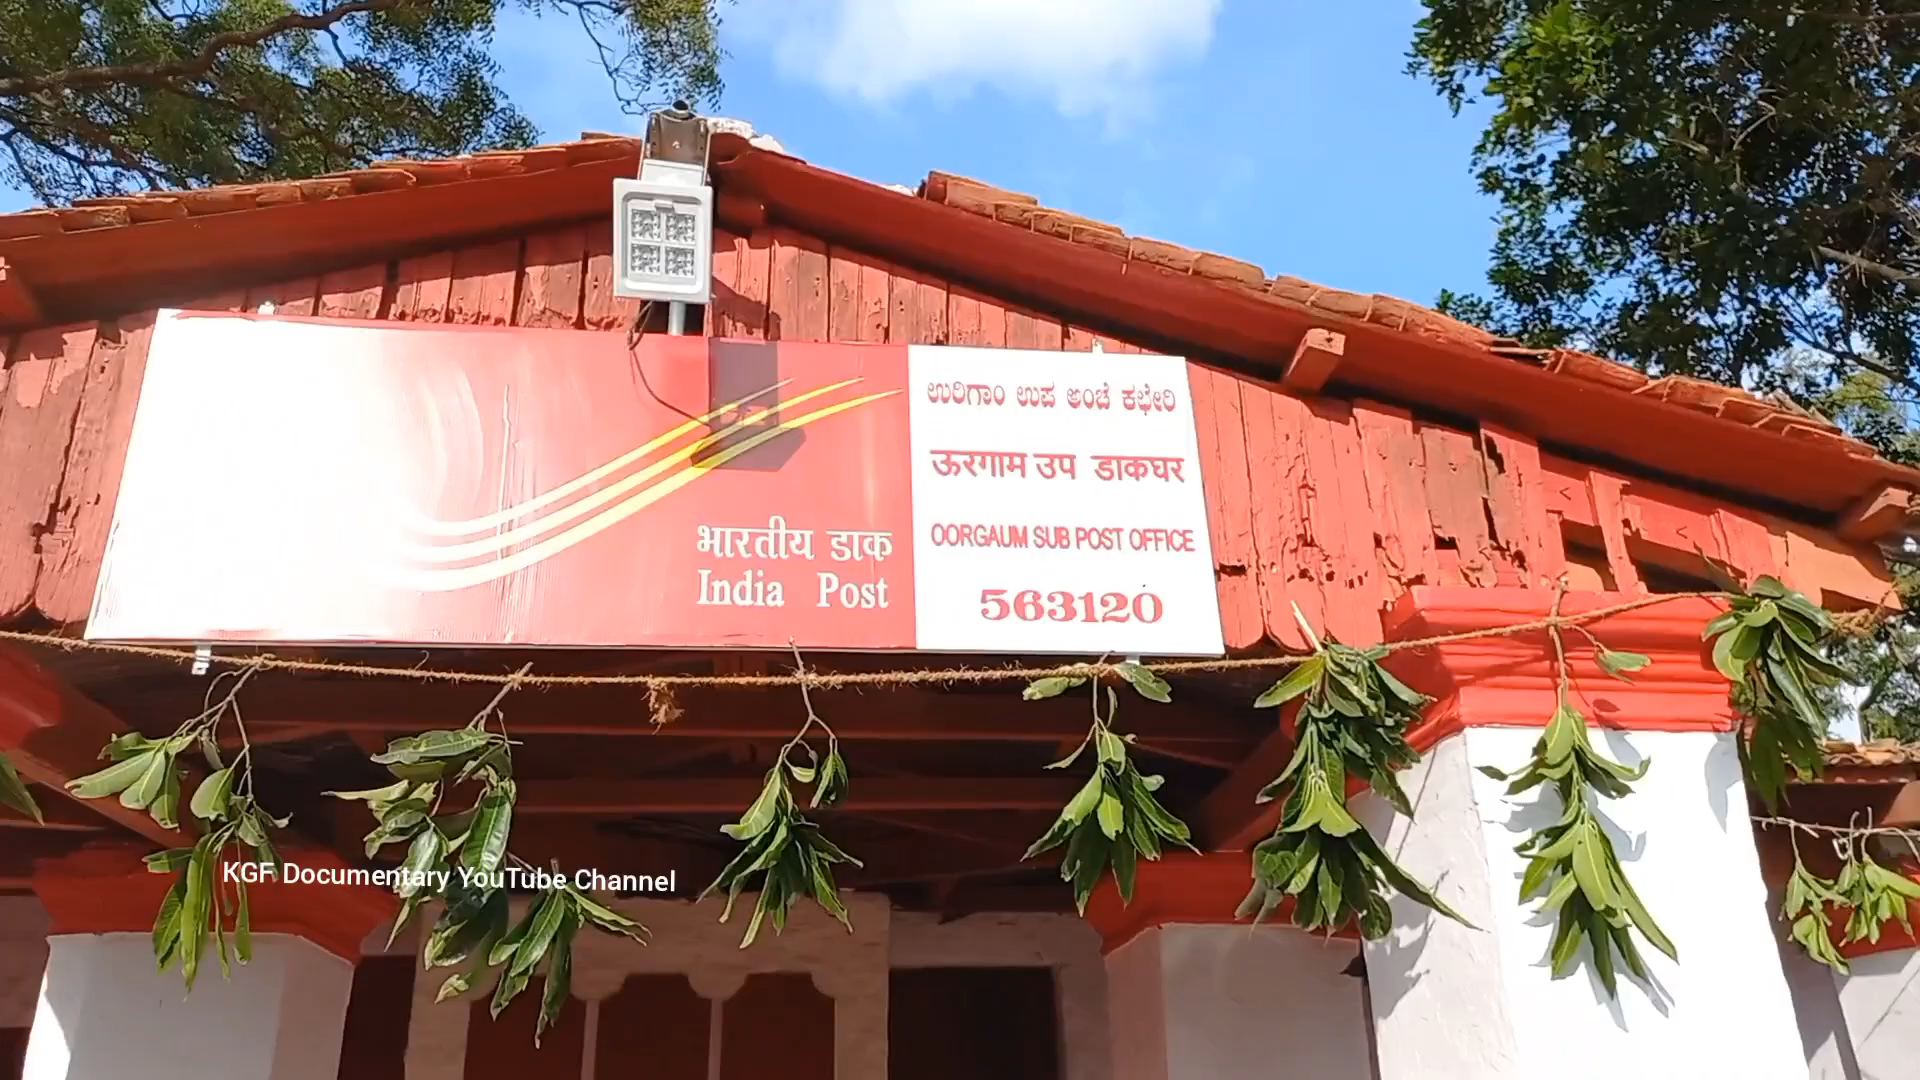 भारतीय डाक
India Post
ಉರಿಗಾಂ ಉಪ ಅಂಚೆ ಕಛೇರಿ
ऊरगाम उप डाकघर
OORGAUM SUB POST OFFICE
563120
KGF Documentary YouTube Channel